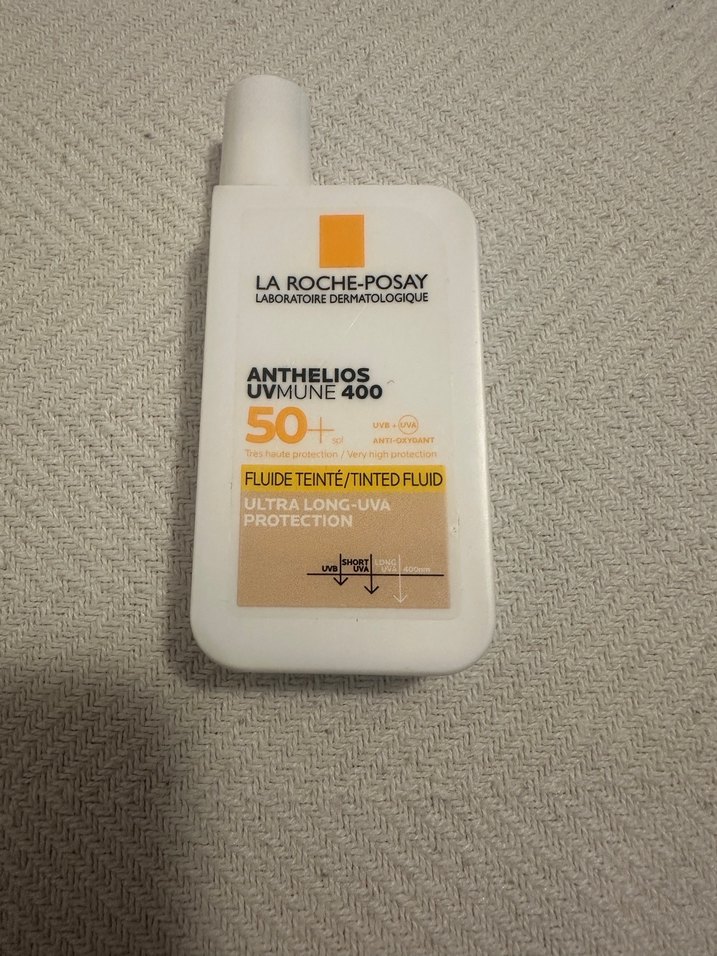 LA ROCHE-POSAY
LABORATOIRE DERMATOLOGIQUE
ANTHELIOS
UVMUNE 400
50+ spf
UVB + UVA
ANTI-OXYDANT
Très haute protection / Very high protection
FLUIDE TEINTÉ/TINTED FLUID
ULTRA LONG-UVA
PROTECTION
UVB
SHORT
UVA
LONG
UVA
400nm